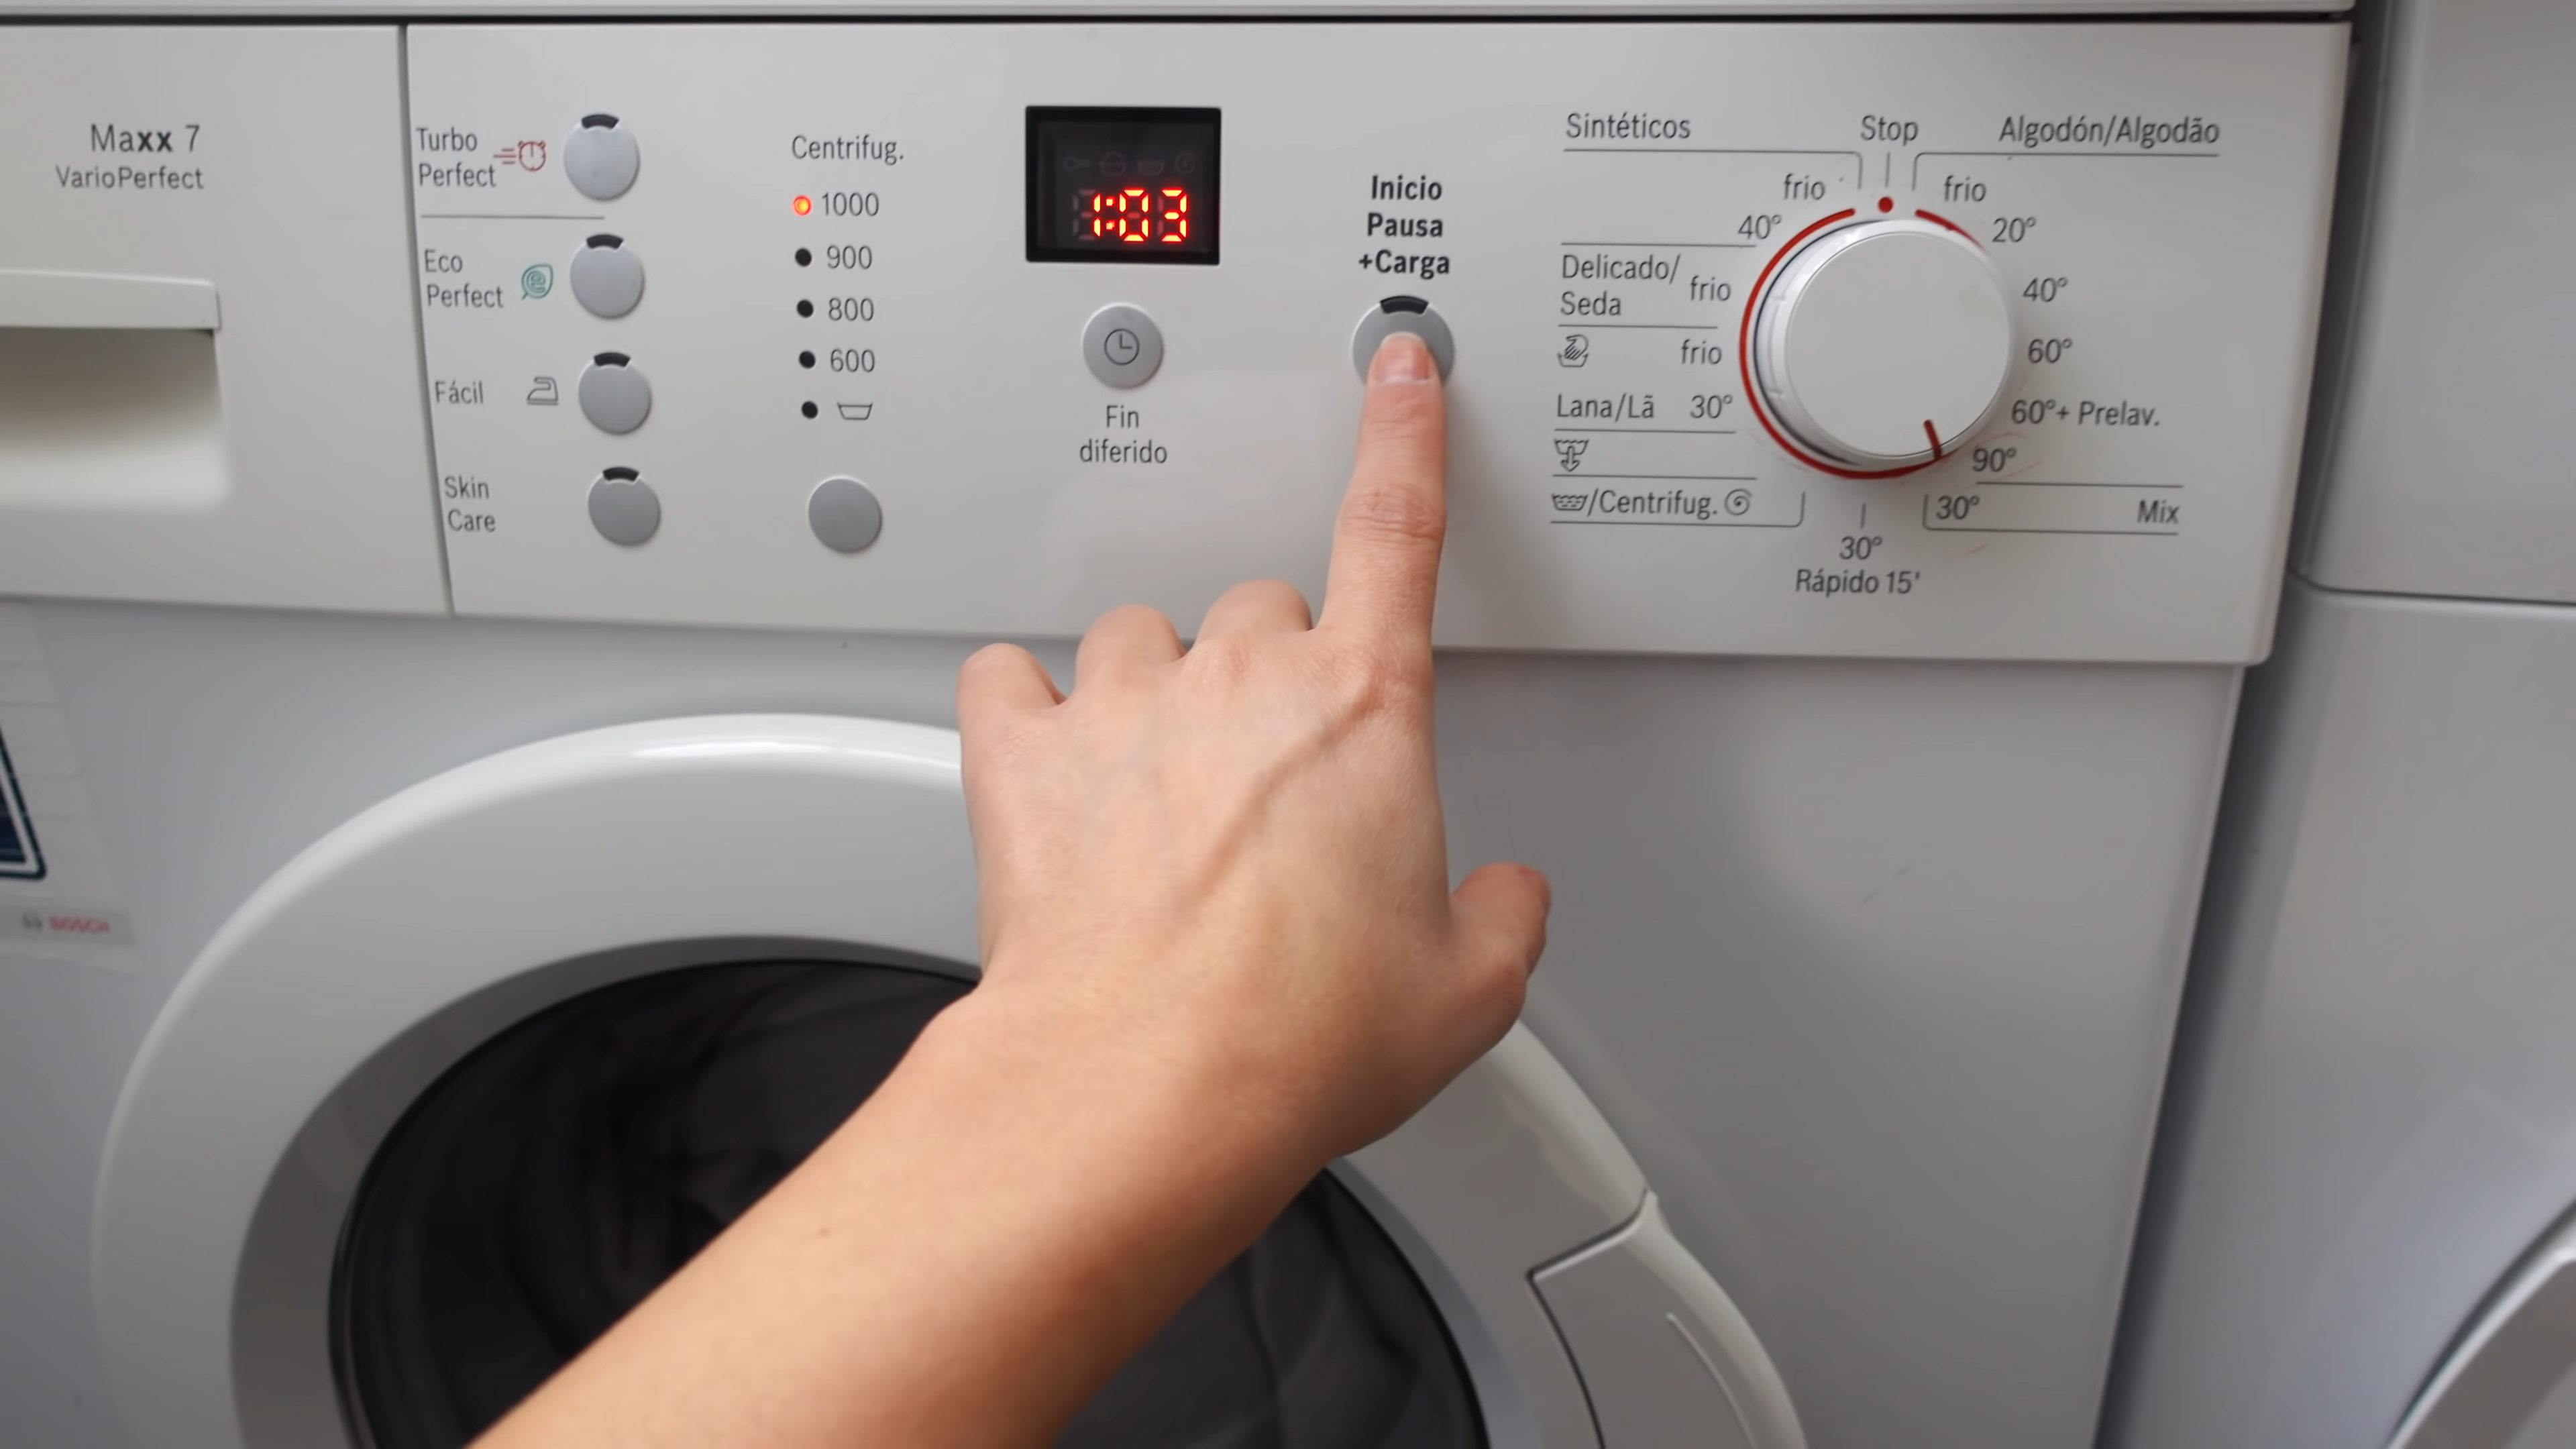 Maxx 7
VarioPerfect
Turbo
Perfect
Eco
Perfect
Fácil
Skin
Care
Centrifug.
1000
900
800
600
1:03
Fin
diferido
Inicio
Pausa
+Carga
Sintéticos
Stop
Algodón/Algodão
frio
frio
40°
20°
Delicado/
Seda
frio
40°
frio
60°
Lana/Lã 30°
60°+ Prelav.
90°
/Centrifug.
30°
Mix
30°
Rápido 15'
BOSCH